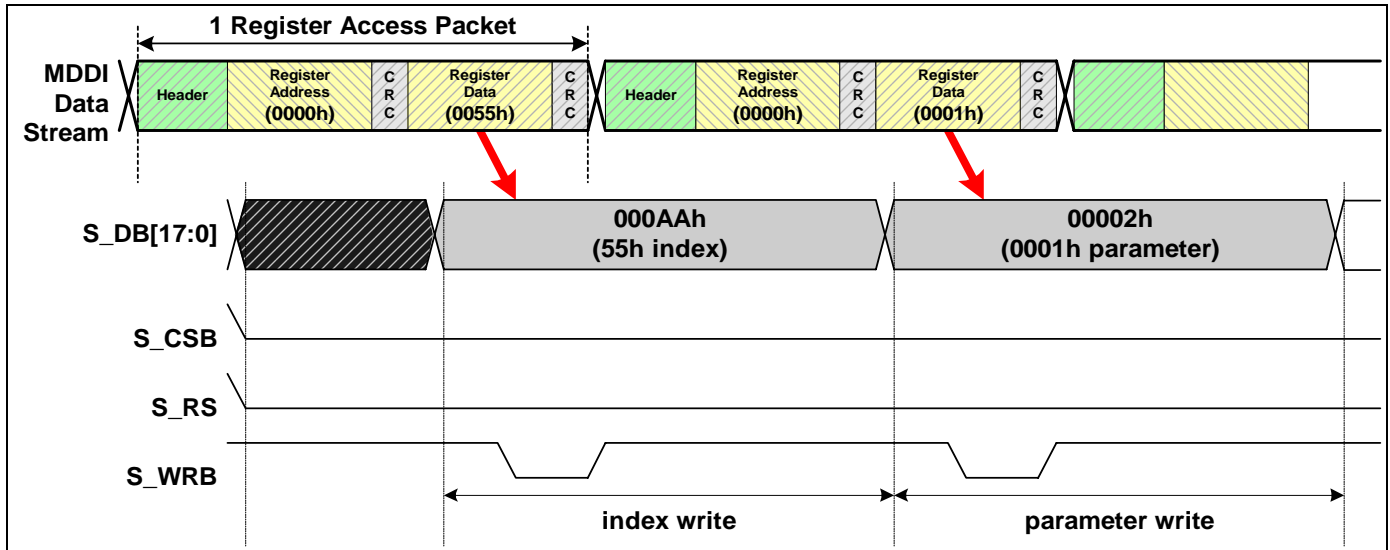 1 Register Access Packet
MDDI
Data
Stream
Header
Register
Address
(0000h)
C
R
C
Register
Data
(0055h)
C
R
C
Header
Register
Address
(0000h)
C
R
C
Register
Data
(0001h)
C
R
C
S_DB[17:0]
000AAh
(55h index)
00002h
(0001h parameter)
S_CSB
S_RS
S_WRB
index write
parameter write